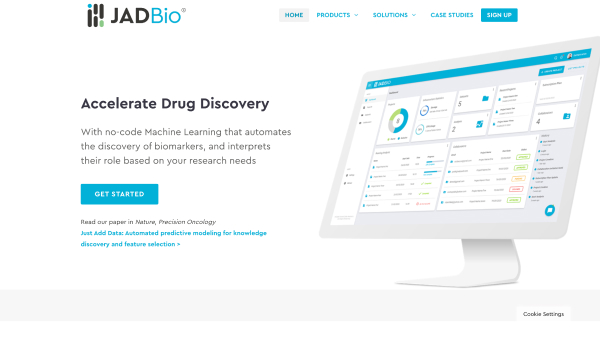 JADBio®
HOME
PRODUCTS
SOLUTIONS
CASE STUDIES
SIGN UP
Accelerate Drug Discovery
With no-code Machine Learning that automates
the discovery of biomarkers, and interprets
their role based on your research needs
GET STARTED
Read our paper in Nature, Precision Oncology
Just Add Data: Automated predictive modeling for knowledge
discovery and feature selection >
Cookie Settings